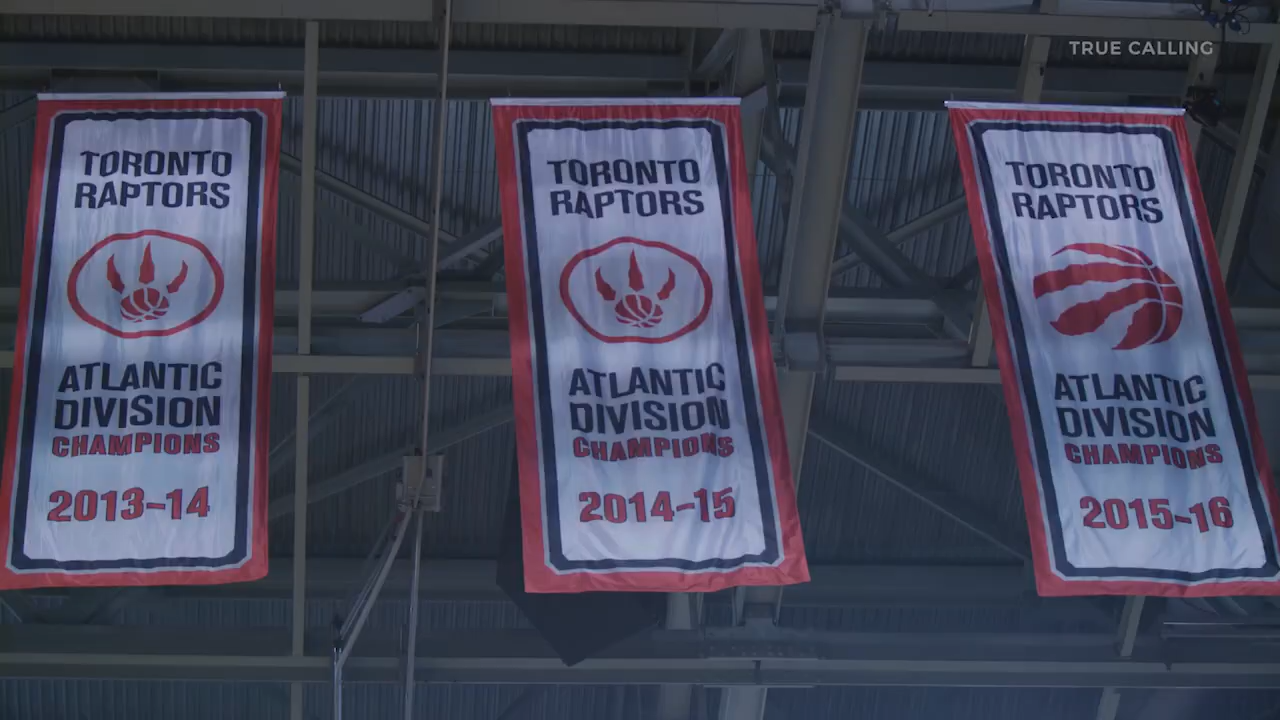 TRUE CALLING
TORONTO
RAPTORS
ATLANTIC
DIVISION
CHAMPIONS
2013-14
TORONTO
RAPTORS
ATLANTIC
DIVISION
CHAMPIONS
2014-15
TORONTO
RAPTORS
ATLANTIC
DIVISION
CHAMPIONS
2015-16